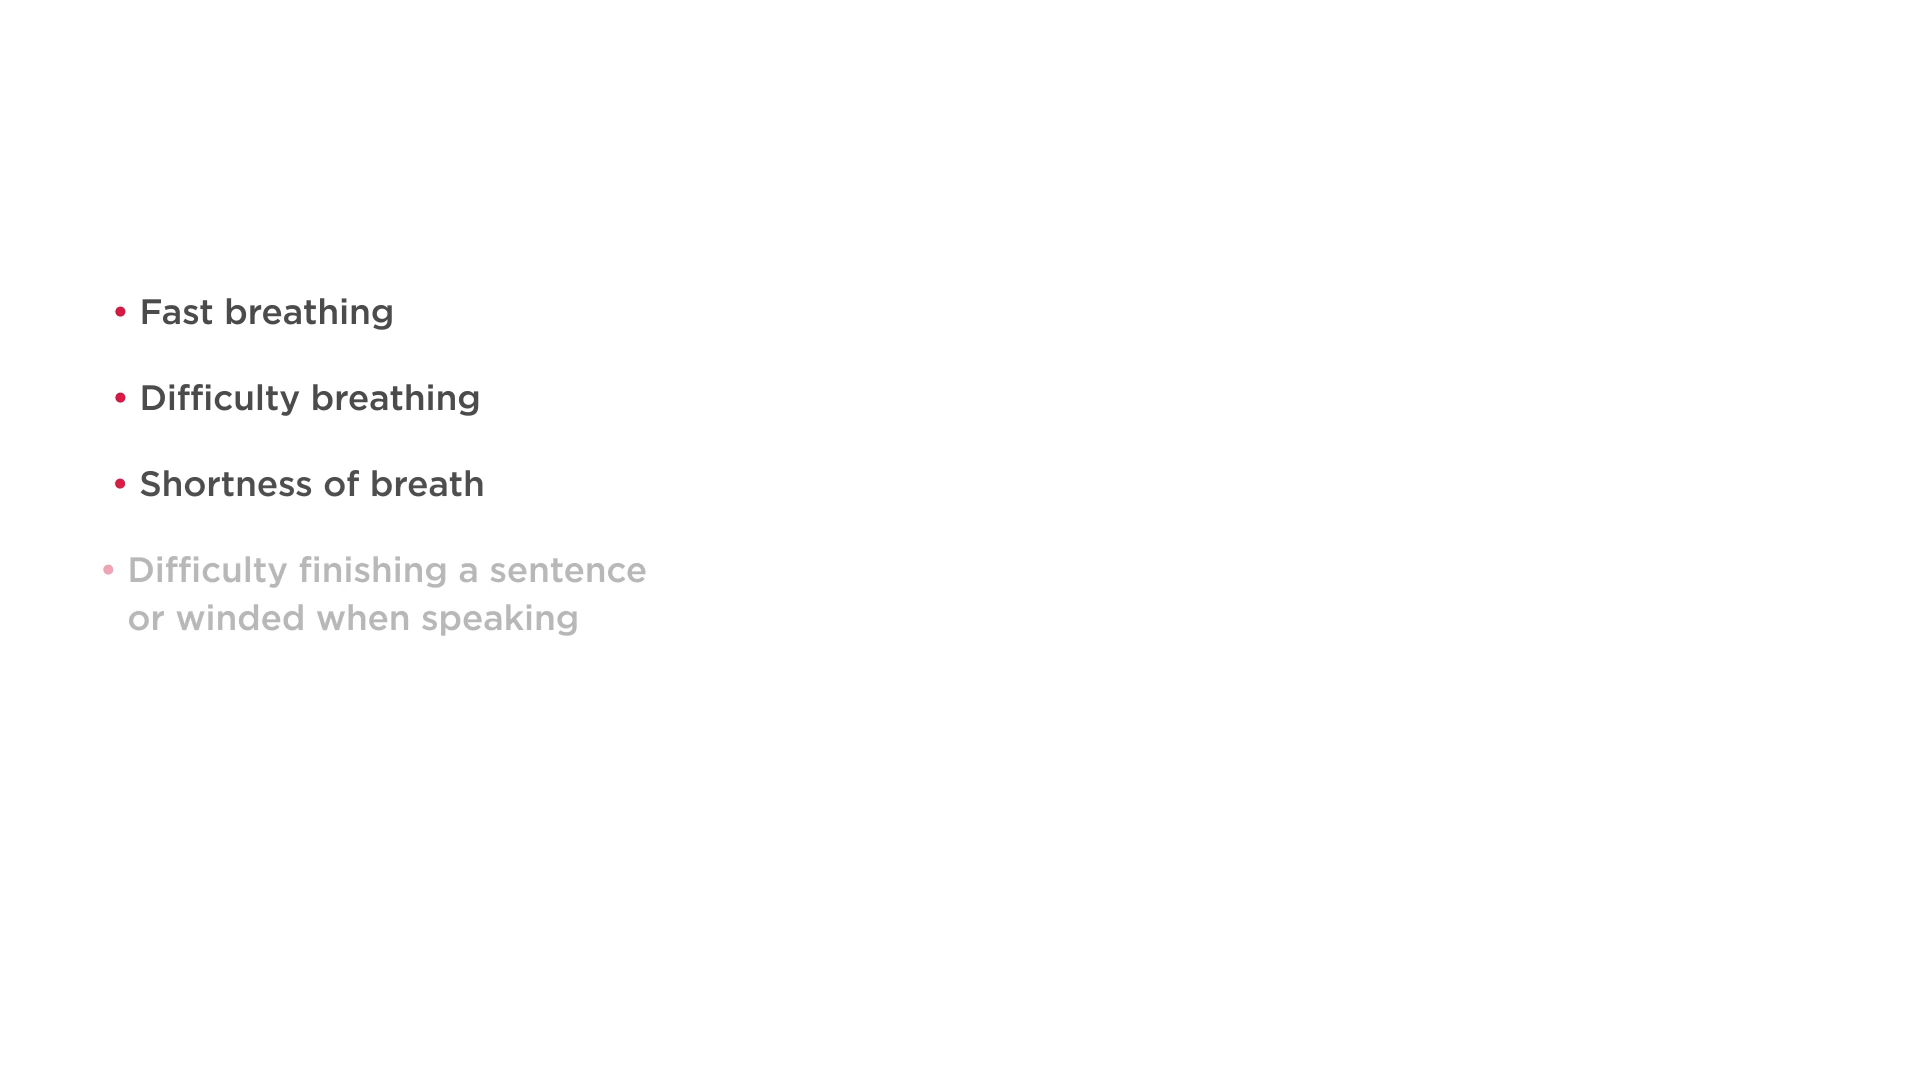 • Fast breathing
• Difficulty breathing
• Shortness of breath
• Difficulty finishing a sentence
or winded when speaking